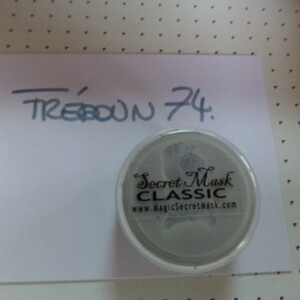 TRÉBOUN 74.
Secret Mask
CLASSIC
www.MagicSecretMask.com